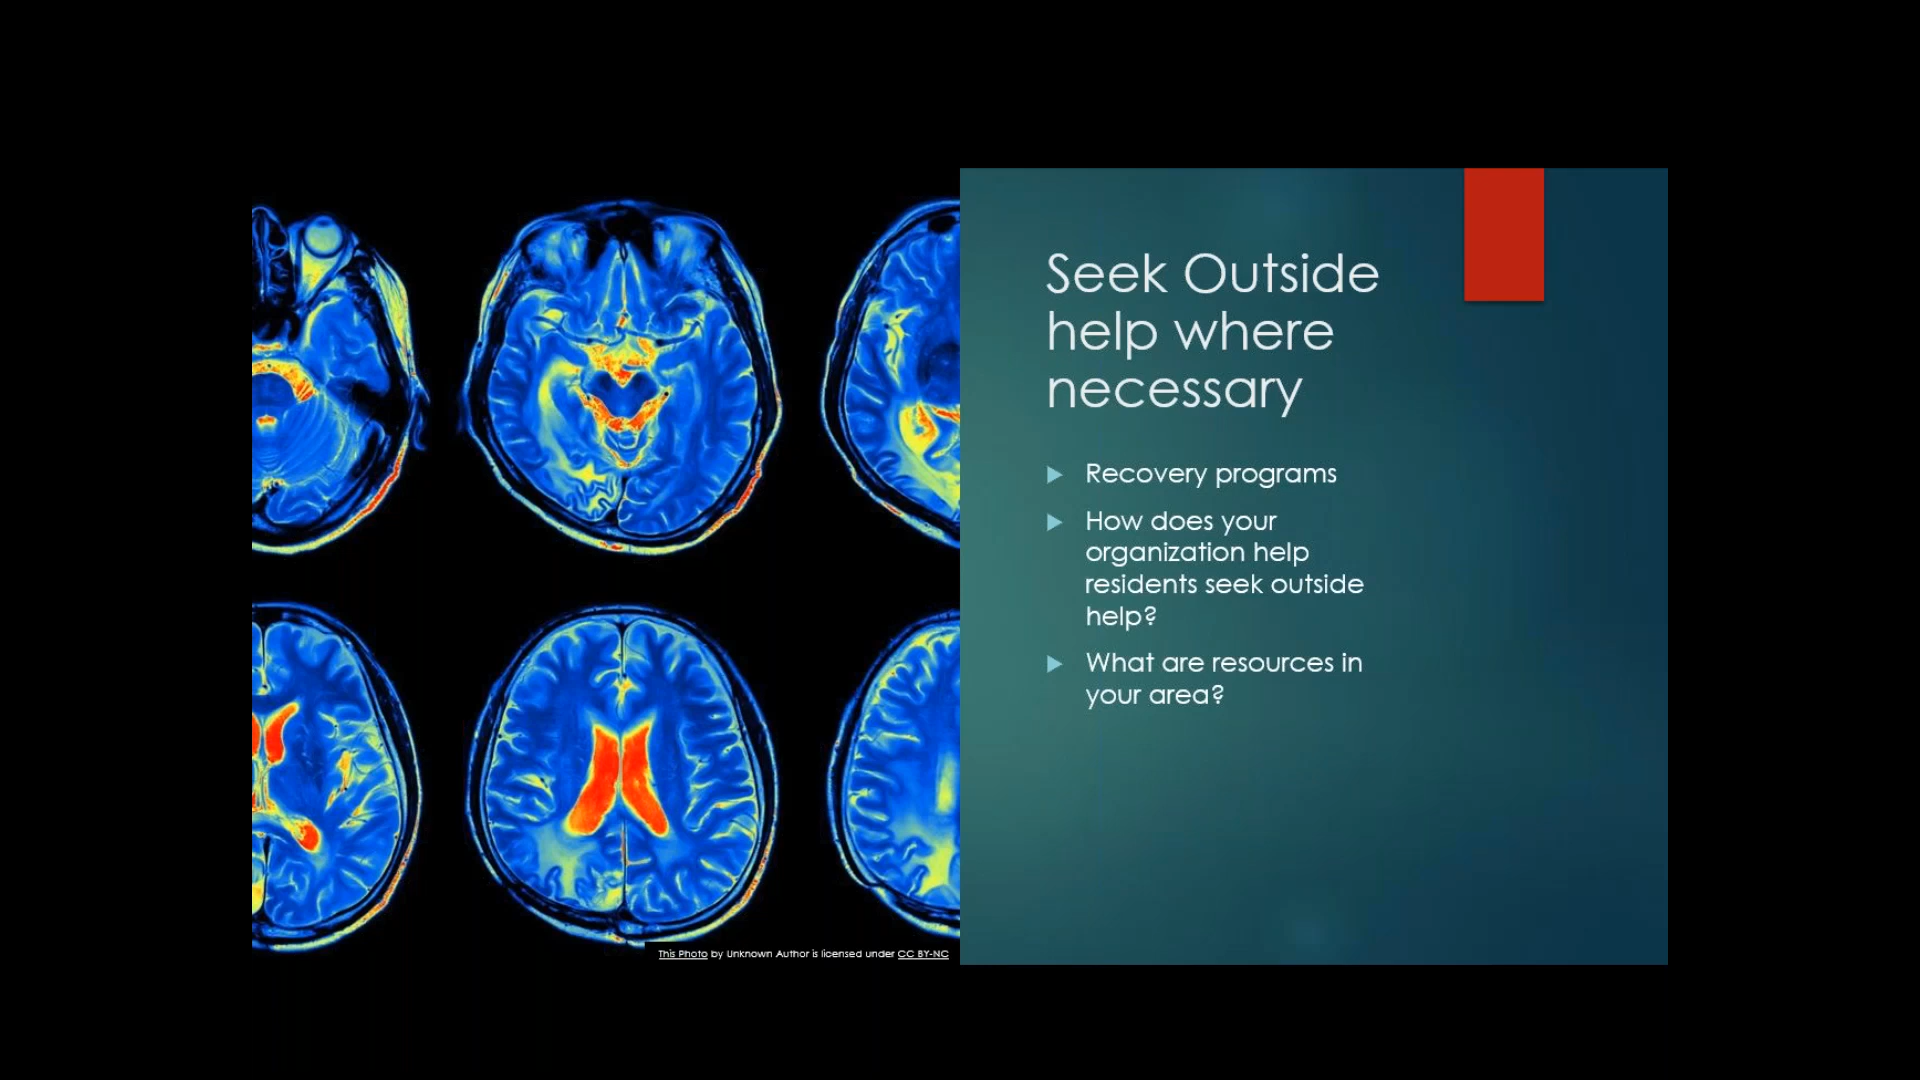 Seek Outside
help where
necessary
Recovery programs
How does your
organization help
residents seek outside
help?
What are resources in
your area?
This Photo by Unknown Author is licensed under CC BY-NC